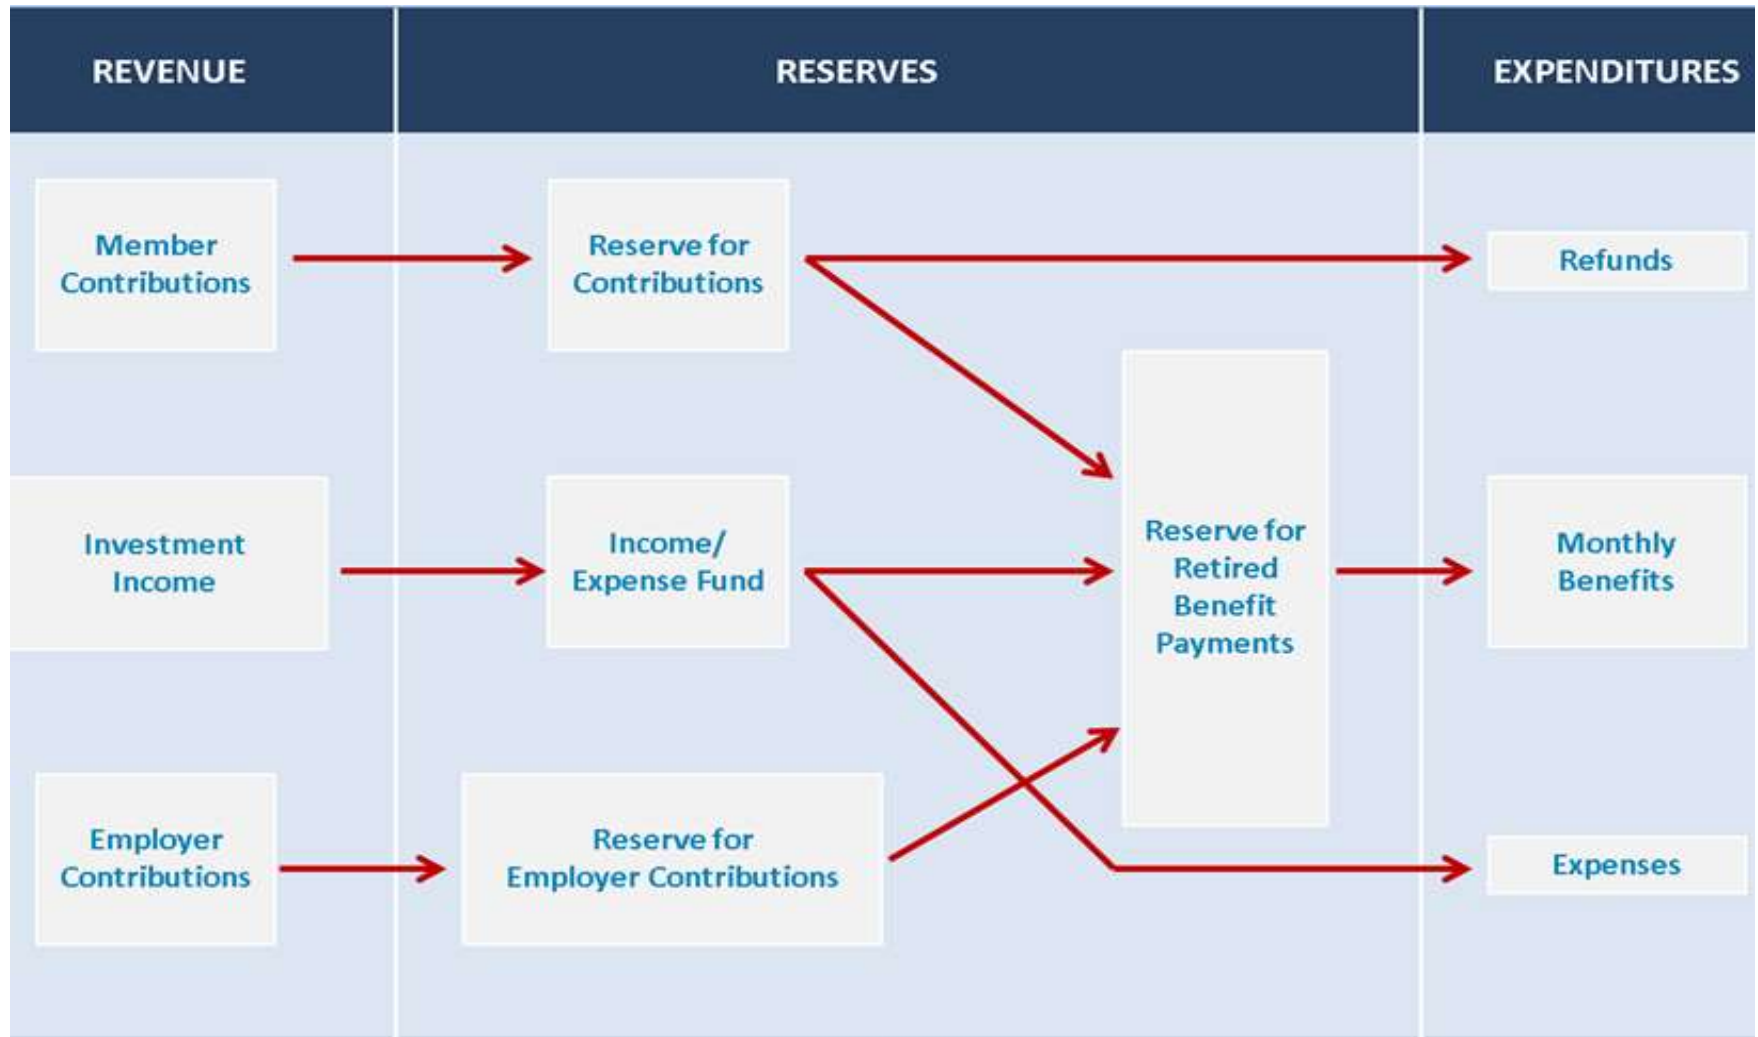 REVENUE
RESERVES
EXPENDITURES
Member
Contributions
Reserve for
Contributions
Refunds
Investment
Income
Income/
Expense Fund
Reserve for
Retired
Benefit
Payments
Monthly
Benefits
Employer
Contributions
Reserve for
Employer Contributions
Expenses